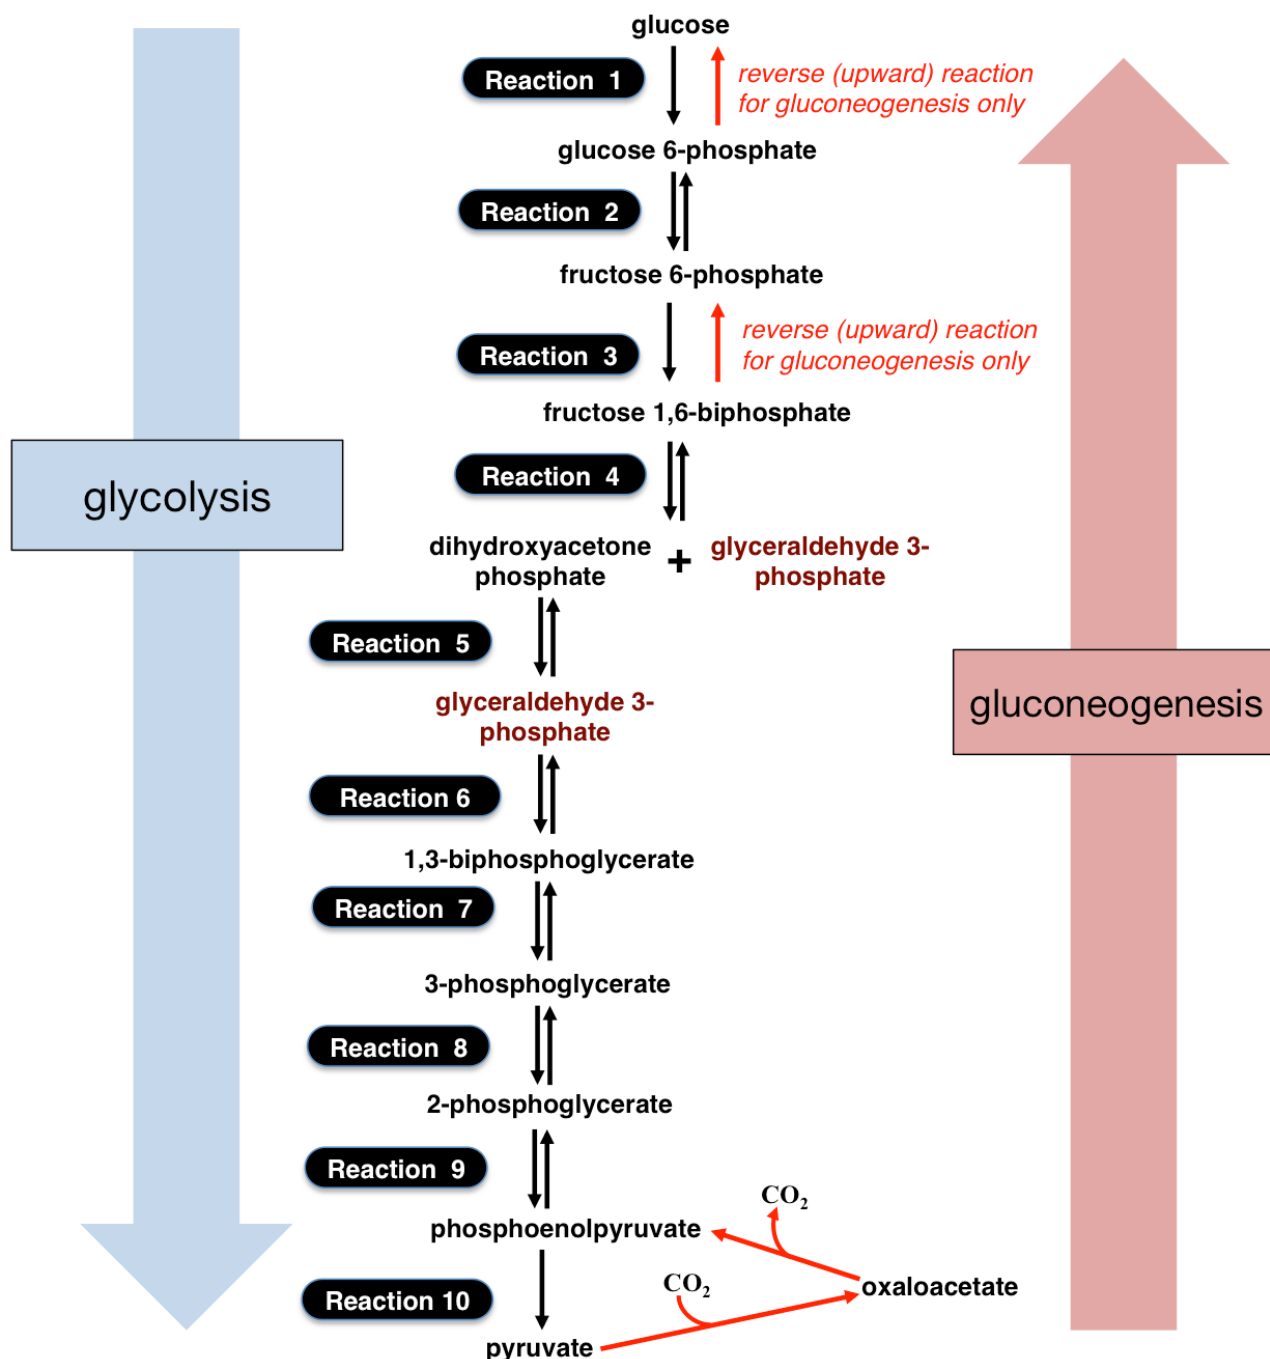 glucose
Reaction 1
reverse (upward) reaction
for gluconeogenesis only
glucose 6-phosphate
Reaction 2
fructose 6-phosphate
reverse (upward) reaction
for gluconeogenesis only
Reaction 3
fructose 1,6-biphosphate
Reaction 4
glycolysis
dihydroxyacetone
phosphate
+
glyceraldehyde 3-
phosphate
Reaction 5
glyceraldehyde 3-
phosphate
gluconeogenesis
Reaction 6
1,3-biphosphoglycerate
Reaction 7
3-phosphoglycerate
Reaction 8
2-phosphoglycerate
Reaction 9
CO₂
phosphoenolpyruvate
oxaloacetate
Reaction 10
CO₂
pyruvate